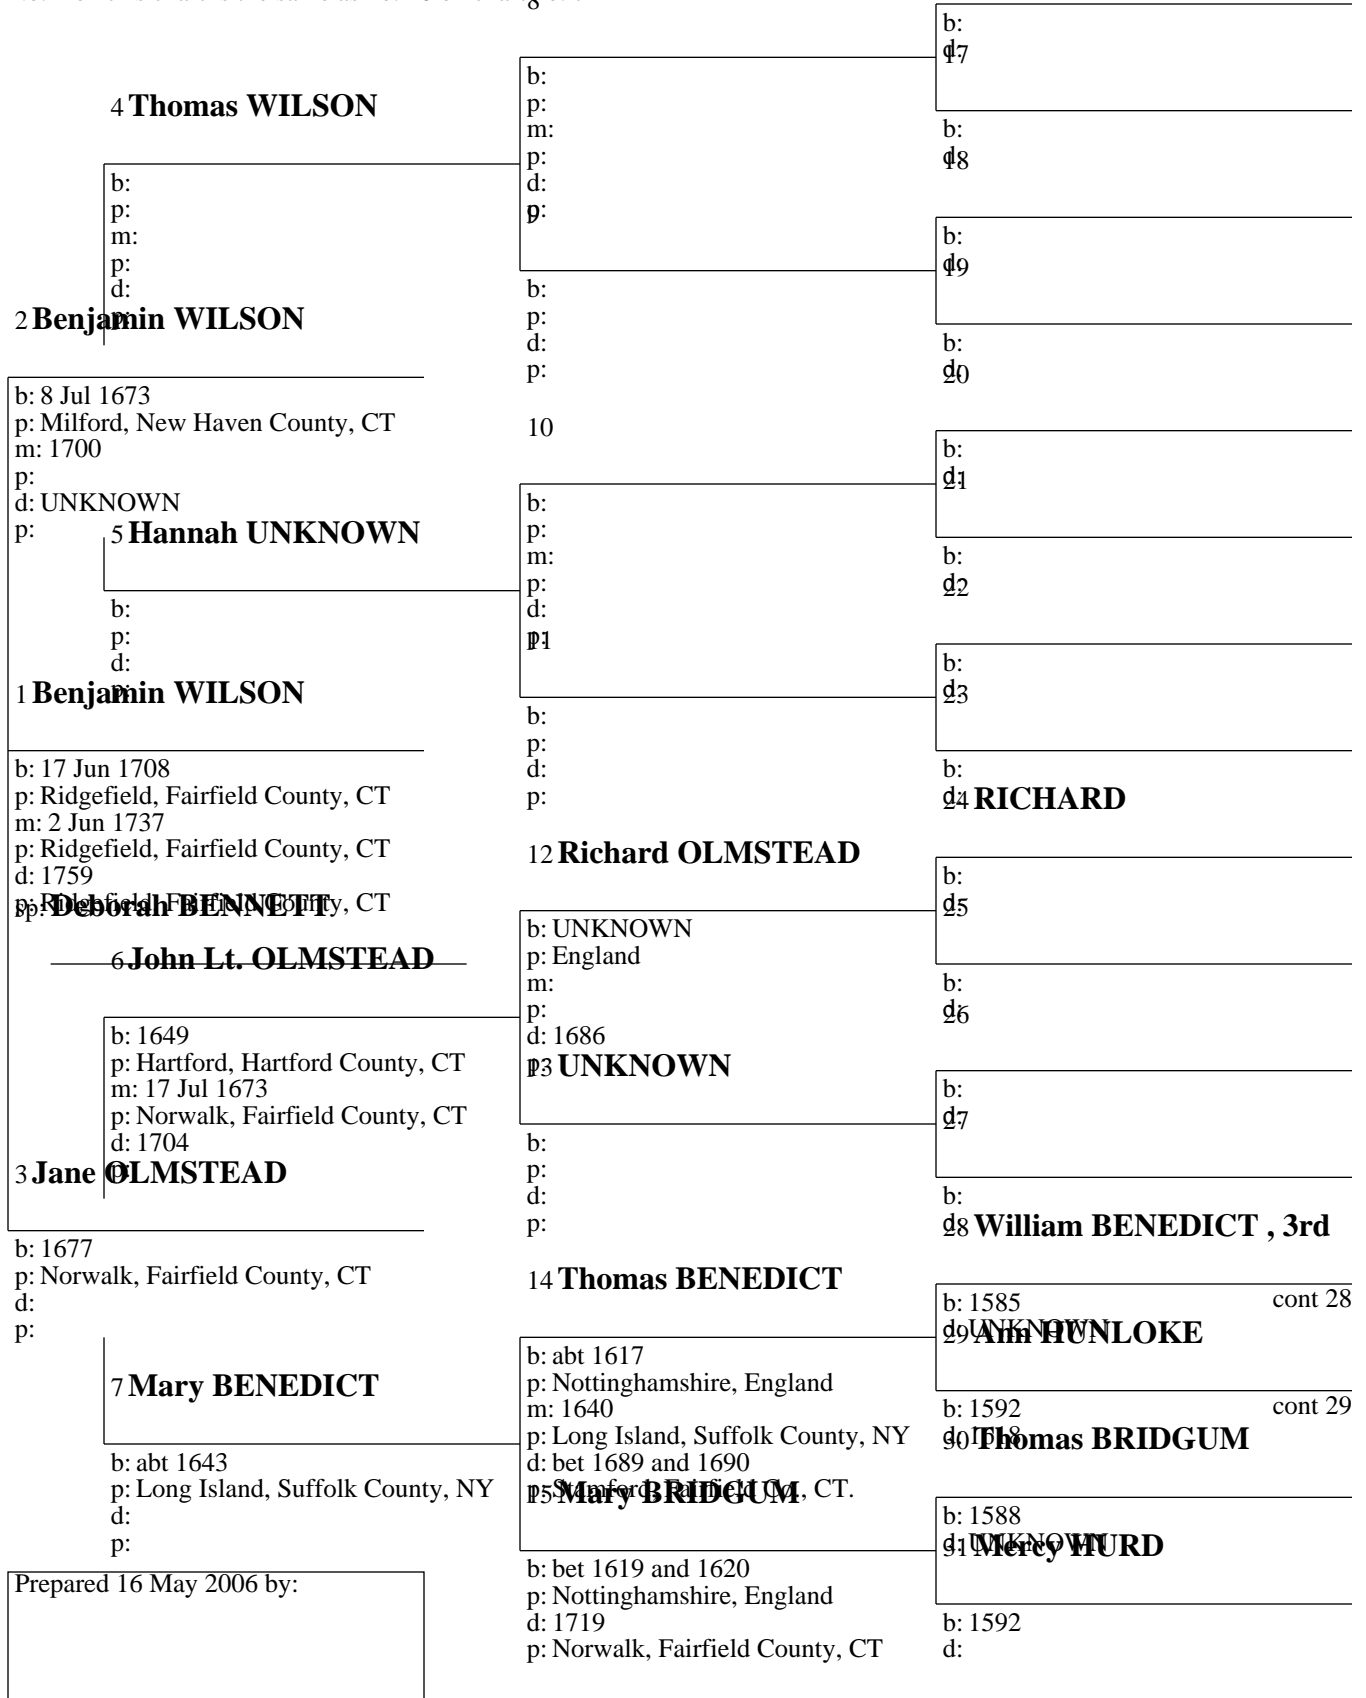 8
b:
d:
17
b:
p:
m:
p:
d:
p:
9
4 Thomas WILSON
b:
d:
18
b:
p:
m:
p:
d:
p:
b:
d:
19
2 Benjamin WILSON
b:
p:
d:
p:
b:
d:
20
b: 8 Jul 1673
p: Milford, New Haven County, CT
m: 1700
p:
d: UNKNOWN
p:
10
b:
d:
21
5 Hannah UNKNOWN
b:
p:
m:
p:
d:
p:
11
b:
d:
22
b:
p:
d:
p:
b:
d:
23
1 Benjamin WILSON
b:
p:
d:
p:
b:
d:
24 RICHARD
b: 17 Jun 1708
p: Ridgefield, Fairfield County, CT
m: 2 Jun 1737
p: Ridgefield, Fairfield County, CT
d: 1759
p: Ridgefield, Fairfield County, CT
sp: Deborah BENNETT
12 Richard OLMSTEAD
b:
d:
25
6 John Lt. OLMSTEAD
b: UNKNOWN
p: England
m:
p:
d: 1686
p:
13 UNKNOWN
b:
d:
26
b: 1649
p: Hartford, Hartford County, CT
m: 17 Jul 1673
p: Norwalk, Fairfield County, CT
d: 1704
p:
b:
d:
27
3 Jane OLMSTEAD
b:
p:
d:
p:
b:
d:
28 William BENEDICT , 3rd
b: 1677
p: Norwalk, Fairfield County, CT
d:
p:
14 Thomas BENEDICT
b: 1585
cont 28
d: UNKNOWN
29 Ann HUNLOKE
7 Mary BENEDICT
b: abt 1617
p: Nottinghamshire, England
m: 1640
p: Long Island, Suffolk County, NY
d: bet 1689 and 1690
p: Stamford, Fairfield Co., CT.
15 Mary BRIDGUM
b: 1592
cont 29
30 Thomas BRIDGUM
b: abt 1643
p: Long Island, Suffolk County, NY
d:
p:
b: 1588
d: UNKNOWN
31 Mercy HURD
b: bet 1619 and 1620
p: Nottinghamshire, England
d: 1719
p: Norwalk, Fairfield County, CT
b: 1592
d:
Prepared 16 May 2006 by: